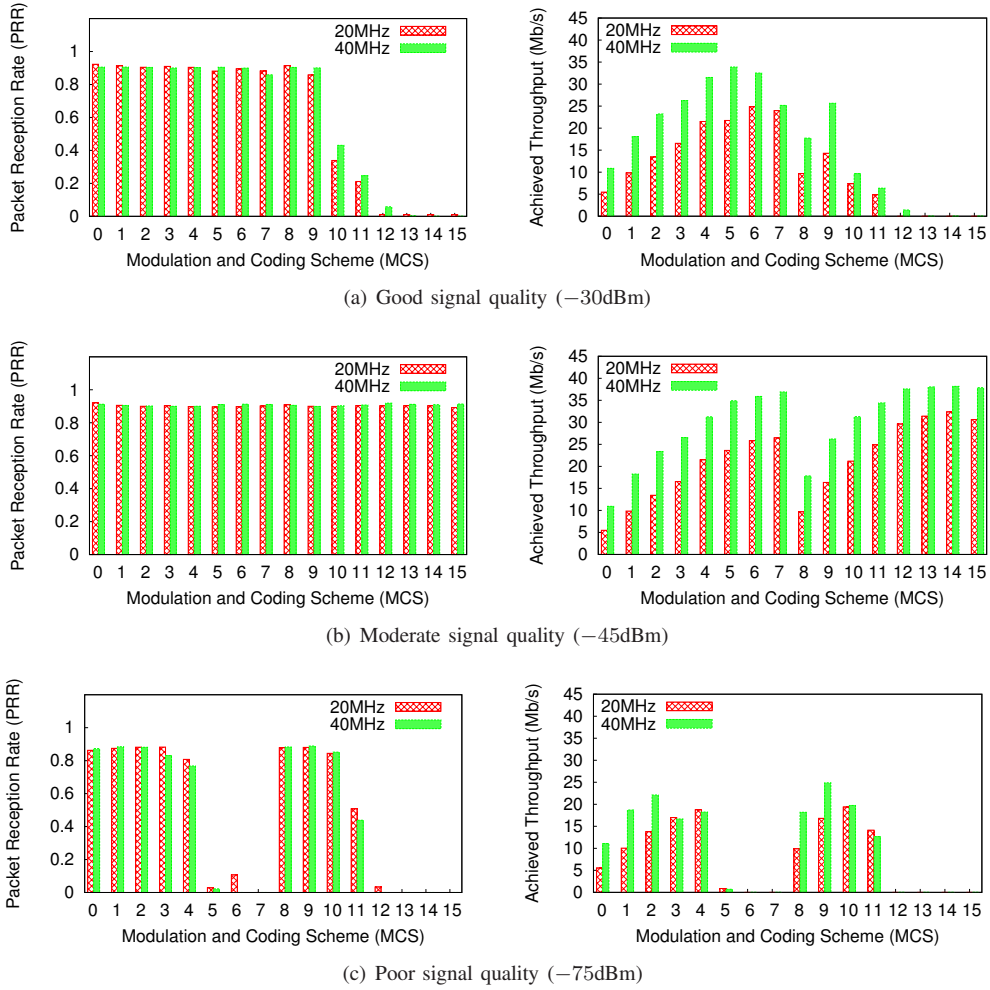 Packet Reception Rate (PRR)
1
0.8
0.6
0.4
0.2
0
20MHz
40MHz
0 1 2 3 4 5 6 7 8 9 10 11 12 13 14 15
Modulation and Coding Scheme (MCS)
Achieved Throughput (Mb/s)
45
40
35
30
25
20
15
10
5
0
20MHz
40MHz
0 1 2 3 4 5 6 7 8 9 10 11 12 13 14 15
Modulation and Coding Scheme (MCS)
(a) Good signal quality (−30dBm)
Packet Reception Rate (PRR)
1
0.8
0.6
0.4
0.2
0
20MHz
40MHz
0 1 2 3 4 5 6 7 8 9 10 11 12 13 14 15
Modulation and Coding Scheme (MCS)
Achieved Throughput (Mb/s)
45
40
35
30
25
20
15
10
5
0
20MHz
40MHz
0 1 2 3 4 5 6 7 8 9 10 11 12 13 14 15
Modulation and Coding Scheme (MCS)
(b) Moderate signal quality (−45dBm)
Packet Reception Rate (PRR)
1
0.8
0.6
0.4
0.2
0
20MHz
40MHz
0 1 2 3 4 5 6 7 8 9 10 11 12 13 14 15
Modulation and Coding Scheme (MCS)
Achieved Throughput (Mb/s)
45
40
35
30
25
20
15
10
5
0
20MHz
40MHz
0 1 2 3 4 5 6 7 8 9 10 11 12 13 14 15
Modulation and Coding Scheme (MCS)
(c) Poor signal quality (−75dBm)